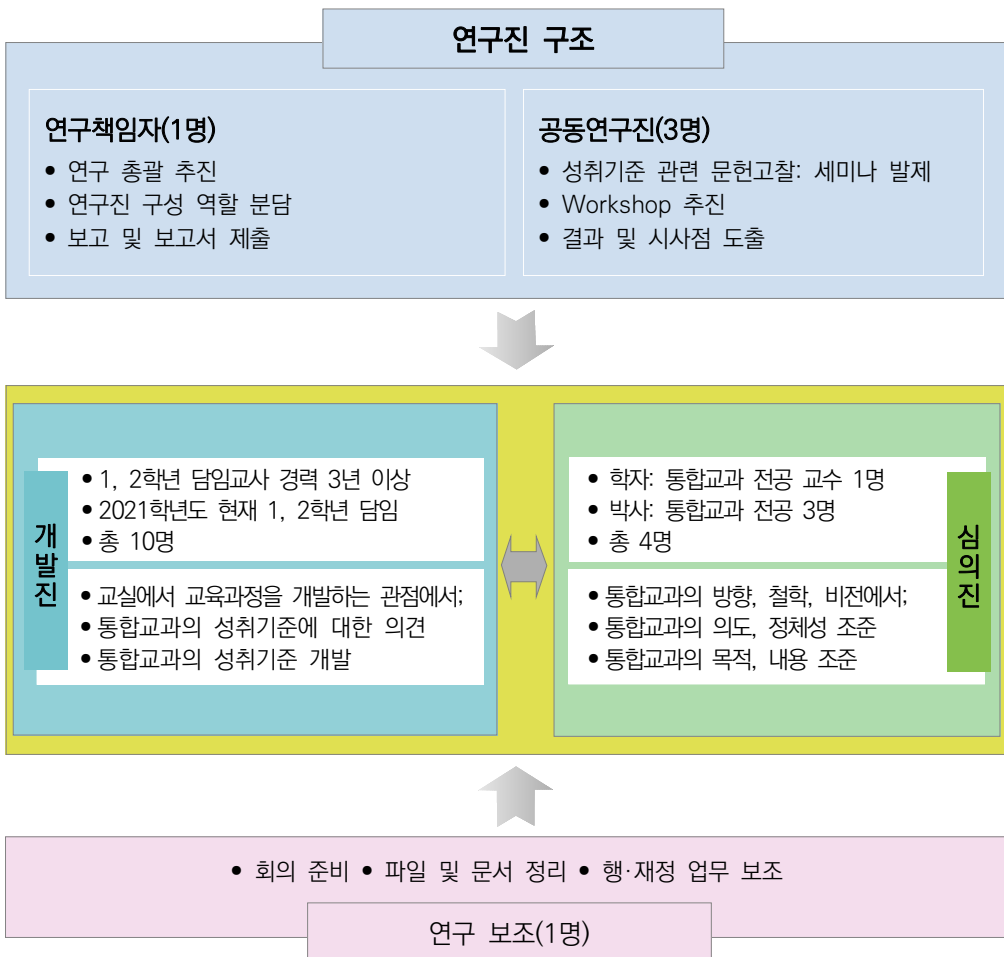 연구진 구조
연구책임자(1명)
• 연구 총괄 추진
• 연구진 구성 역할 분담
• 보고 및 보고서 제출
공동연구진(3명)
• 성취기준 관련 문헌고찰: 세미나 발제
• Workshop 추진
• 결과 및 시사점 도출
개발진
• 1, 2학년 담임교사 경력 3년 이상
• 2021학년도 현재 1, 2학년 담임
• 총 10명
• 교실에서 교육과정을 개발하는 관점에서;
• 통합교과의 성취기준에 대한 의견
• 통합교과의 성취기준 개발
• 학자: 통합교과 전공 교수 1명
• 박사: 통합교과 전공 3명
• 총 4명
• 통합교과의 방향, 철학, 비전에서;
• 통합교과의 의도, 정체성 조준
• 통합교과의 목적, 내용 조준
심의진
• 회의 준비 • 파일 및 문서 정리 • 행·재정 업무 보조
연구 보조(1명)